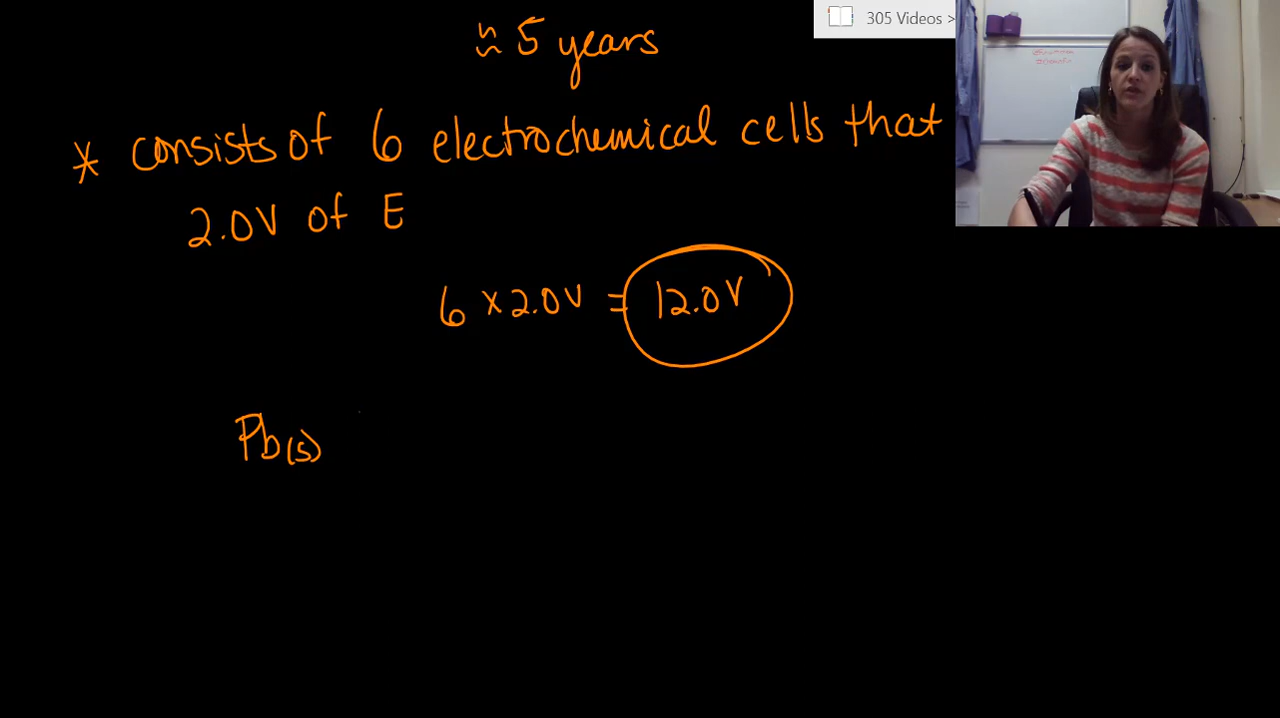 ≈ 5 years
305 Videos >
* consists of 6 electrochemical cells that
2.0V of E
6 x 2.0V = 12.0V
Pb(s)